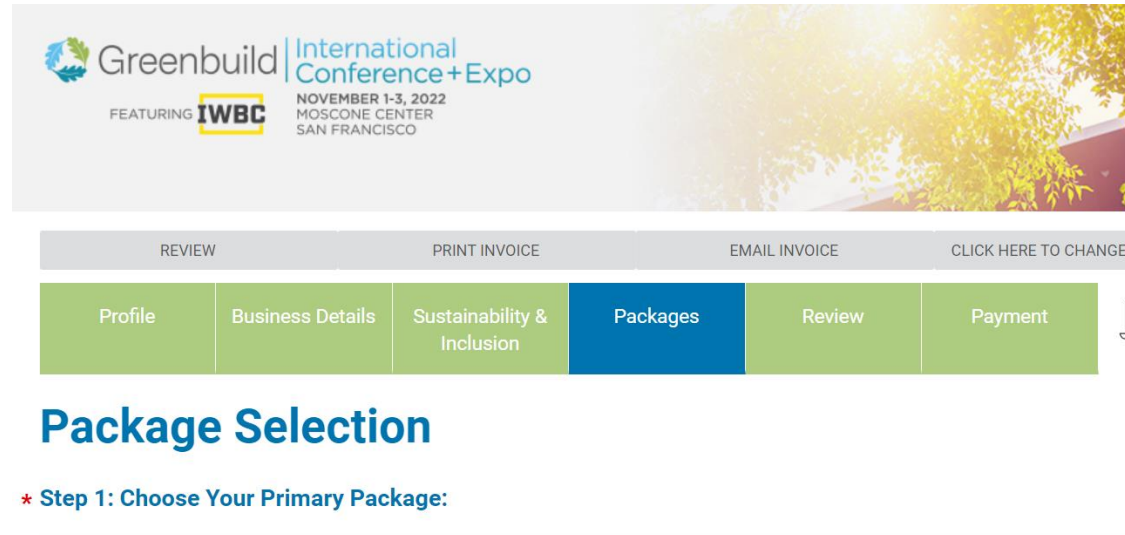 Greenbuild
International
Conference+Expo
FEATURING IWBC
NOVEMBER 1-3, 2022
MOSCONE CENTER
SAN FRANCISCO
REVIEW PRINT INVOICE EMAIL INVOICE CLICK HERE TO CHANGE
Profile Business Details Sustainability & Packages Review Payment
Inclusion
Package Selection
* Step 1: Choose Your Primary Package: